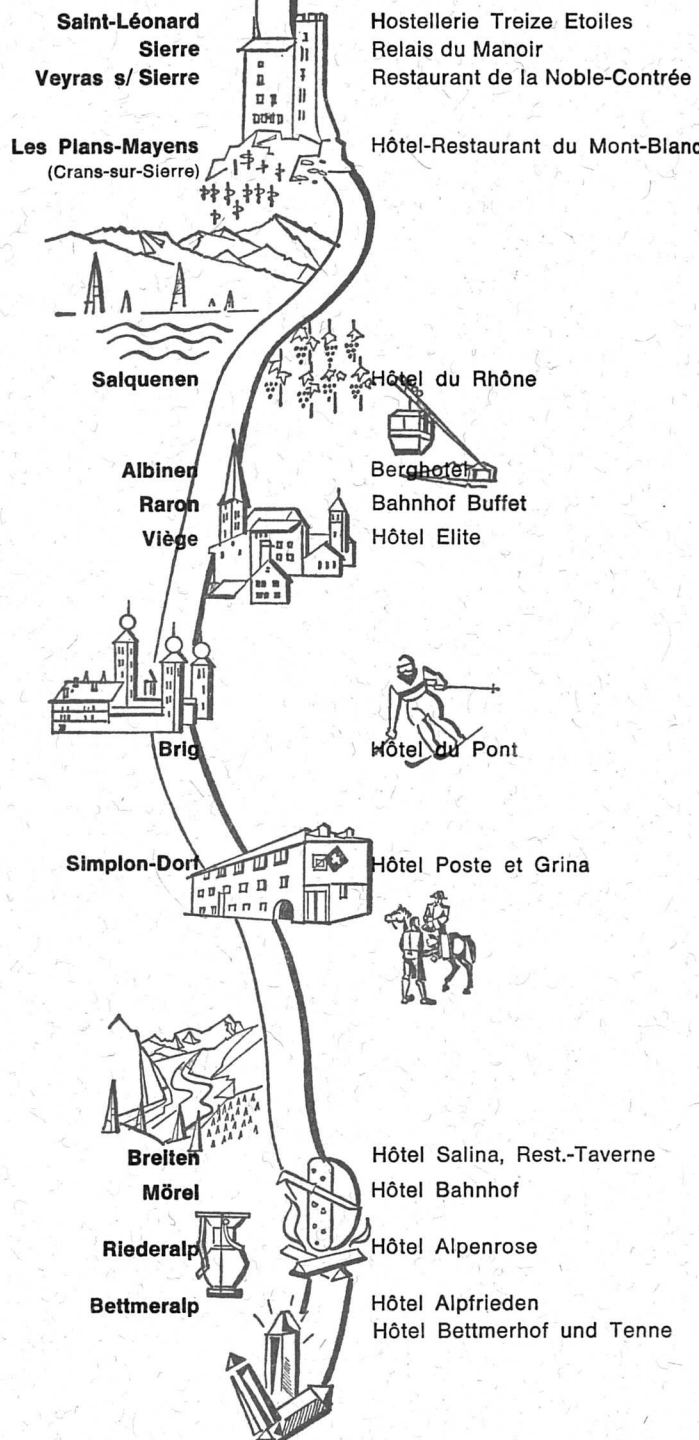 Saint-Léonard Hostellerie Treize Etoiles
Sierre Relais du Manoir
Veyras s/ Sierre Restaurant de la Noble-Contrée
Les Plans-Mayens Hôtel-Restaurant du Mont-Blanc
(Crans-sur-Sierre)
Salquenen Hôtel du Rhône
Albinen Berghotel
Raron Bahnhof Buffet
Viège Hôtel Elite
Brig Hôtel du Pont
Simplon-Dorf Hôtel Poste et Grina
Breiten Hôtel Salina, Rest.-Taverne
Mörel Hôtel Bahnhof
Riederalp Hôtel Alpenrose
Bettmeralp Hôtel Alpfrieden
Hôtel Bettmerhof und Tenne